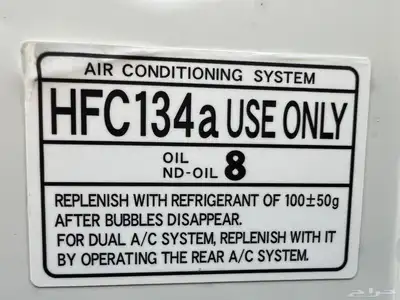 AIR CONDITIONING SYSTEM
HFC134a USE ONLY
OIL
ND-OIL 8
REPLENISH WITH REFRIGERANT OF 100±50g
AFTER BUBBLES DISAPPEAR.
FOR DUAL A/C SYSTEM, REPLENISH WITH IT
BY OPERATING THE REAR A/C SYSTEM.
حراج